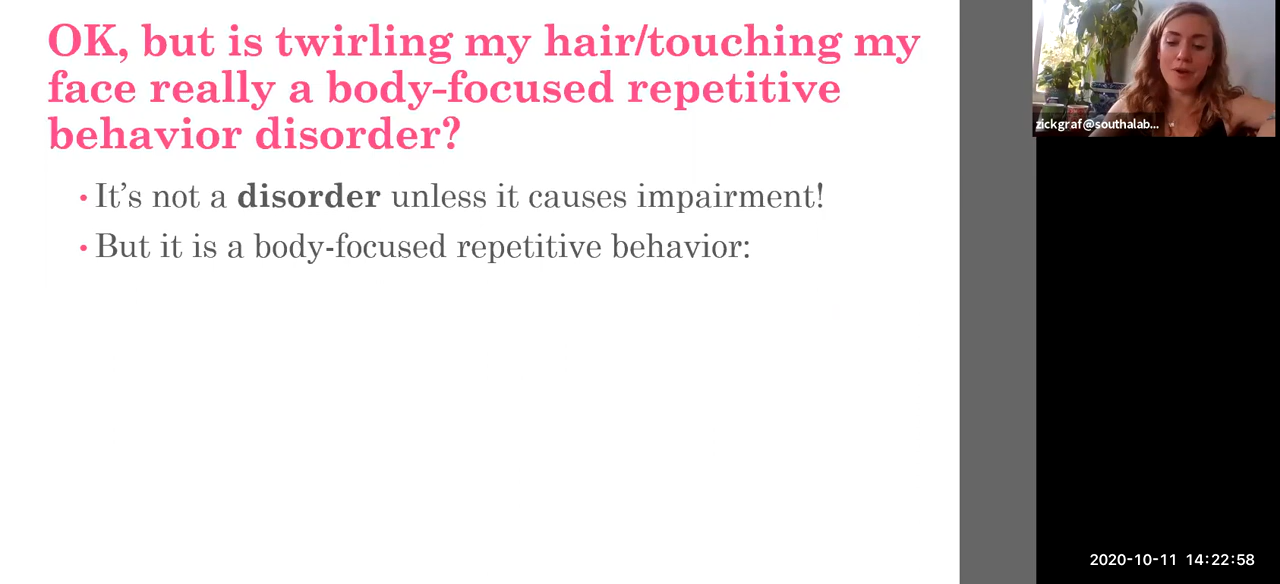 OK, but is twirling my hair/touching my
face really a body-focused repetitive
behavior disorder?
• It’s not a disorder unless it causes impairment!
• But it is a body-focused repetitive behavior:
zickgraf@southalab...
2020-10-11 14:22:58